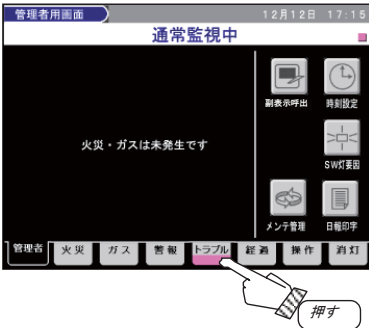 管理者用画面
12月12日 17:15
通常監視中
火災・ガスは未発生です
副表示呼出
時刻設定
SW灯要因
メンテ管理
日報印字
管理者 火災 ガス 警報 トラブル 経過 操作 消灯
押す